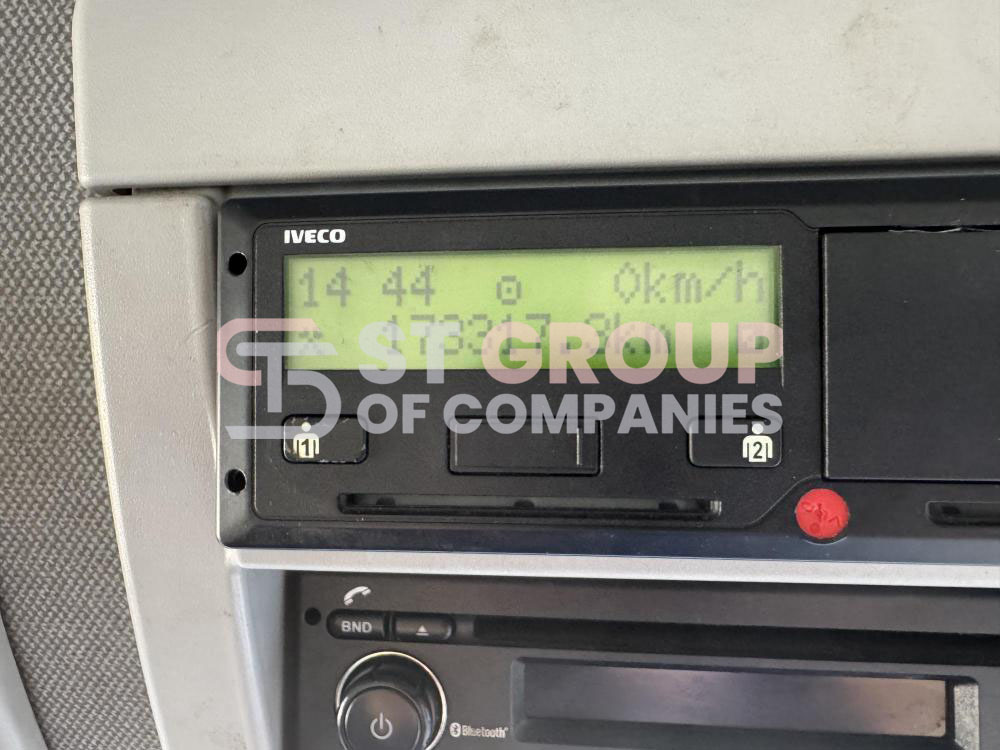 IVECO
14 44 0km/h
ST GROUP
OF COMPANIES
1
2
BND
Bluetooth